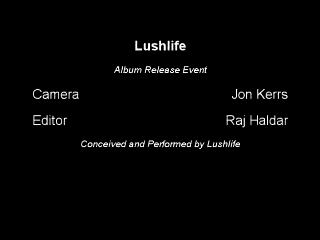 Lushlife
Album Release Event
Camera Jon Kerrs
Editor Raj Haldar
Conceived and Performed by Lushlife